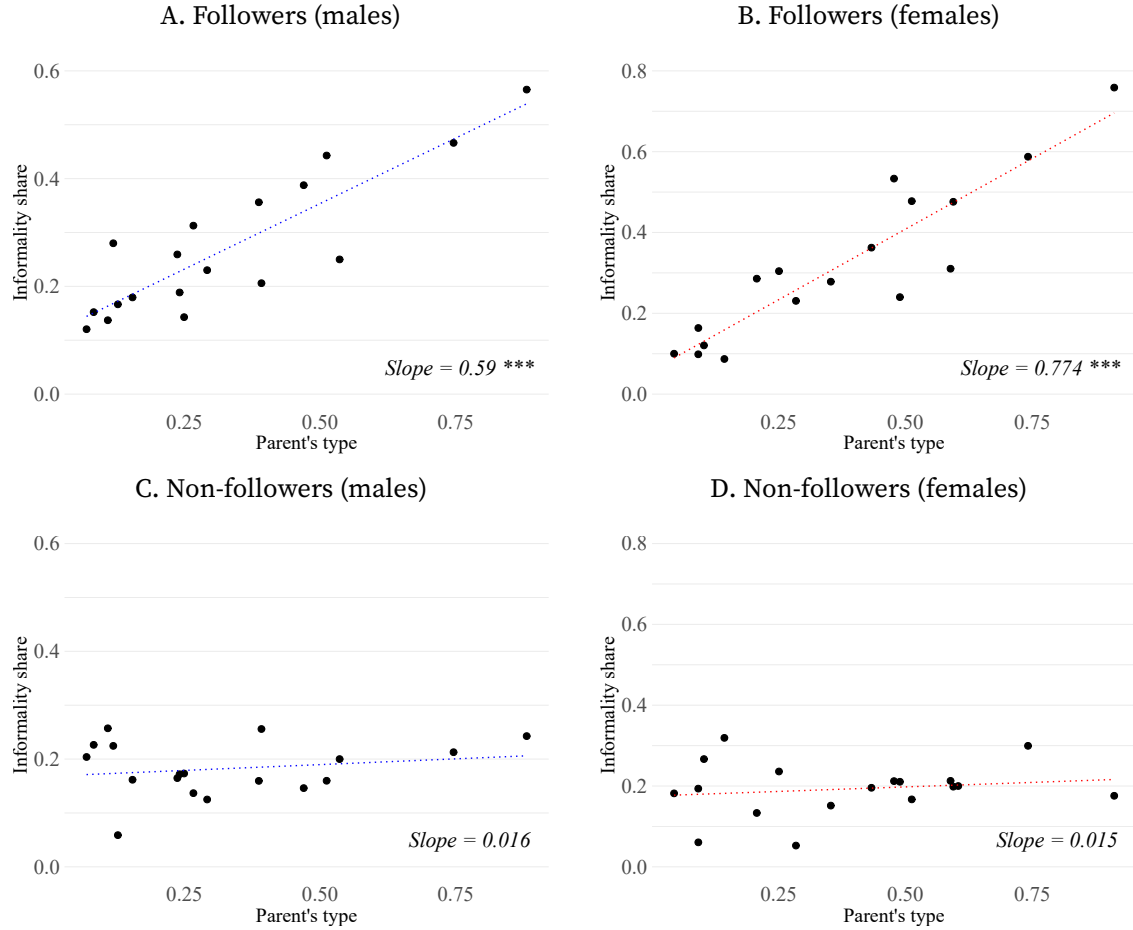 A. Followers (males)
B. Followers (females)
Informality share
0.6
0.4
0.2
0.0
Slope = 0.59 ***
0.25 0.50 0.75
Parent's type
Informality share
0.8
0.6
0.4
0.2
0.0
Slope = 0.774 ***
0.25 0.50 0.75
Parent's type
C. Non-followers (males)
D. Non-followers (females)
Informality share
0.6
0.4
0.2
0.0
Slope = 0.016
0.25 0.50 0.75
Parent's type
Informality share
0.8
0.6
0.4
0.2
0.0
Slope = 0.015
0.25 0.50 0.75
Parent's type